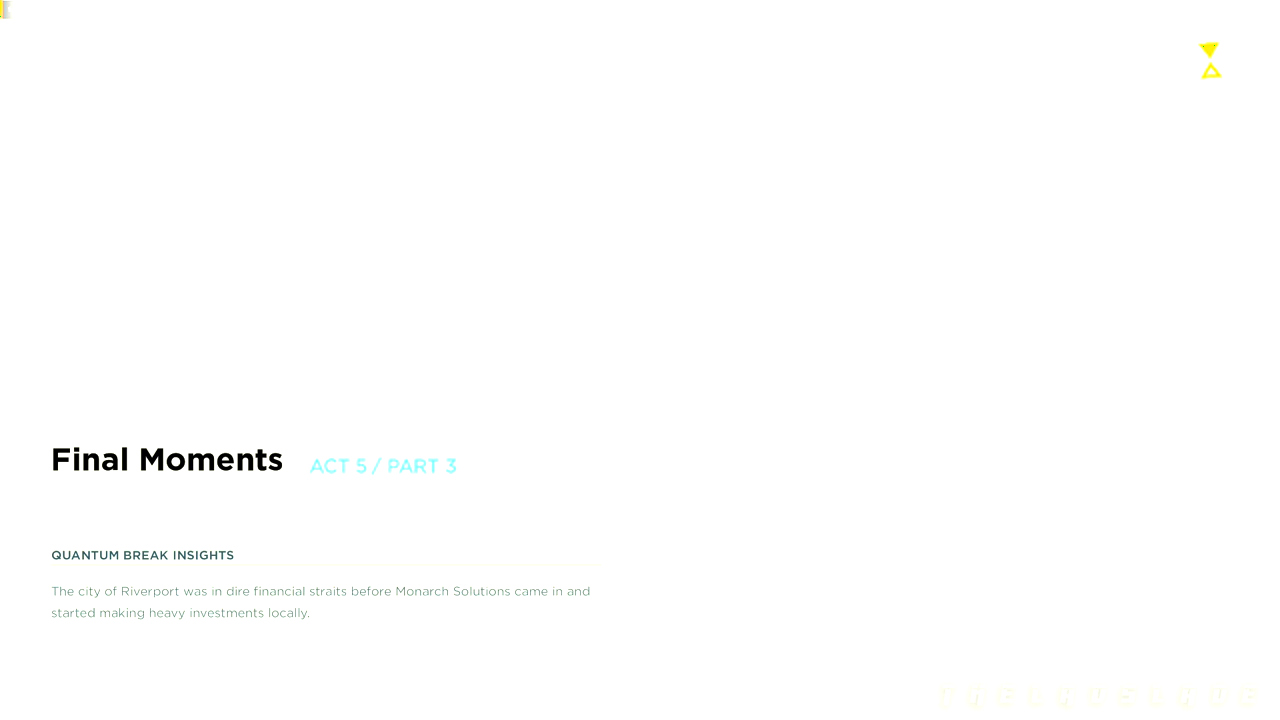 Final Moments ACT 5 / PART 3
QUANTUM BREAK INSIGHTS
The city of Riverport was in dire financial straits before Monarch Solutions came in and
started making heavy investments locally.